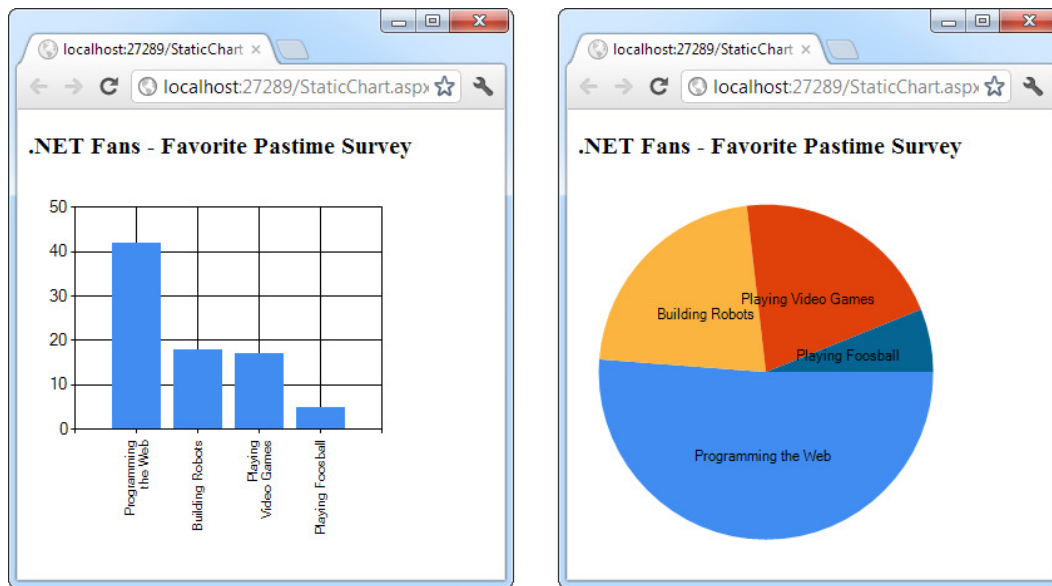 localhost:27289/StaticChart
localhost:27289/StaticChart.aspx
.NET Fans - Favorite Pastime Survey
50
40
30
20
10
0
Programming
the Web
Building Robots
Playing
Video Games
Playing Foosball
localhost:27289/StaticChart
localhost:27289/StaticChart.aspx
.NET Fans - Favorite Pastime Survey
Playing Video Games
Building Robots
Playing Foosball
Programming the Web